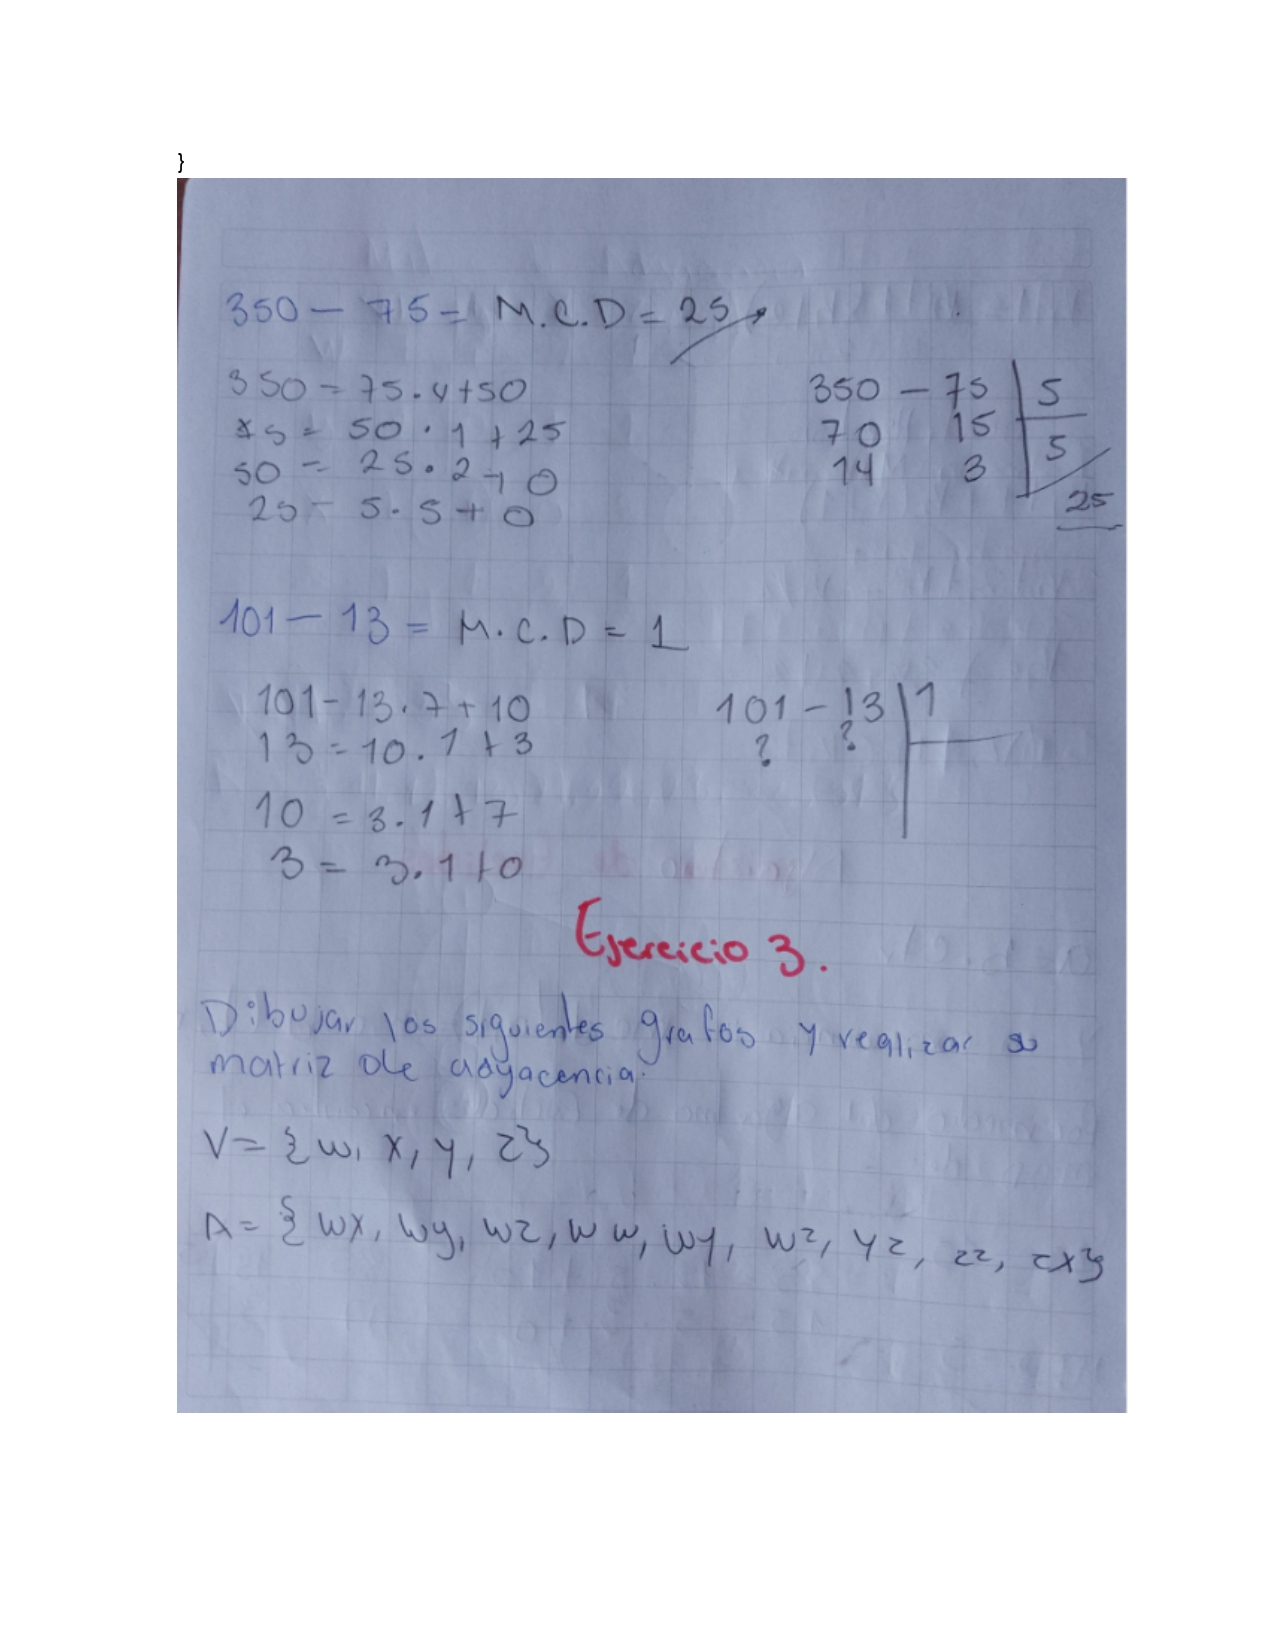 }
350 – 75 = M.C.D = 25
350 = 75 . 4 + 50
75 = 50 . 1 + 25
50 = 25 . 2 + 0
25 = 5 . 5 + 0
350 – 75 | 5
70 15 | 5
14 3
25
101 – 13 = M.C.D = 1
101 – 13 . 7 + 10
13 = 10 . 1 + 3
10 = 3 . 1 + 7
3 = 3 . 1 + 0
101 – 13 | 1
? ?
Ejercicio 3.
Dibujar los siguientes grafos y realizar su
matriz de adyacencia.
V = {w, x, y, z}
A = {wx, wy, wz, ww, wy, wz, yz, zz, zx}